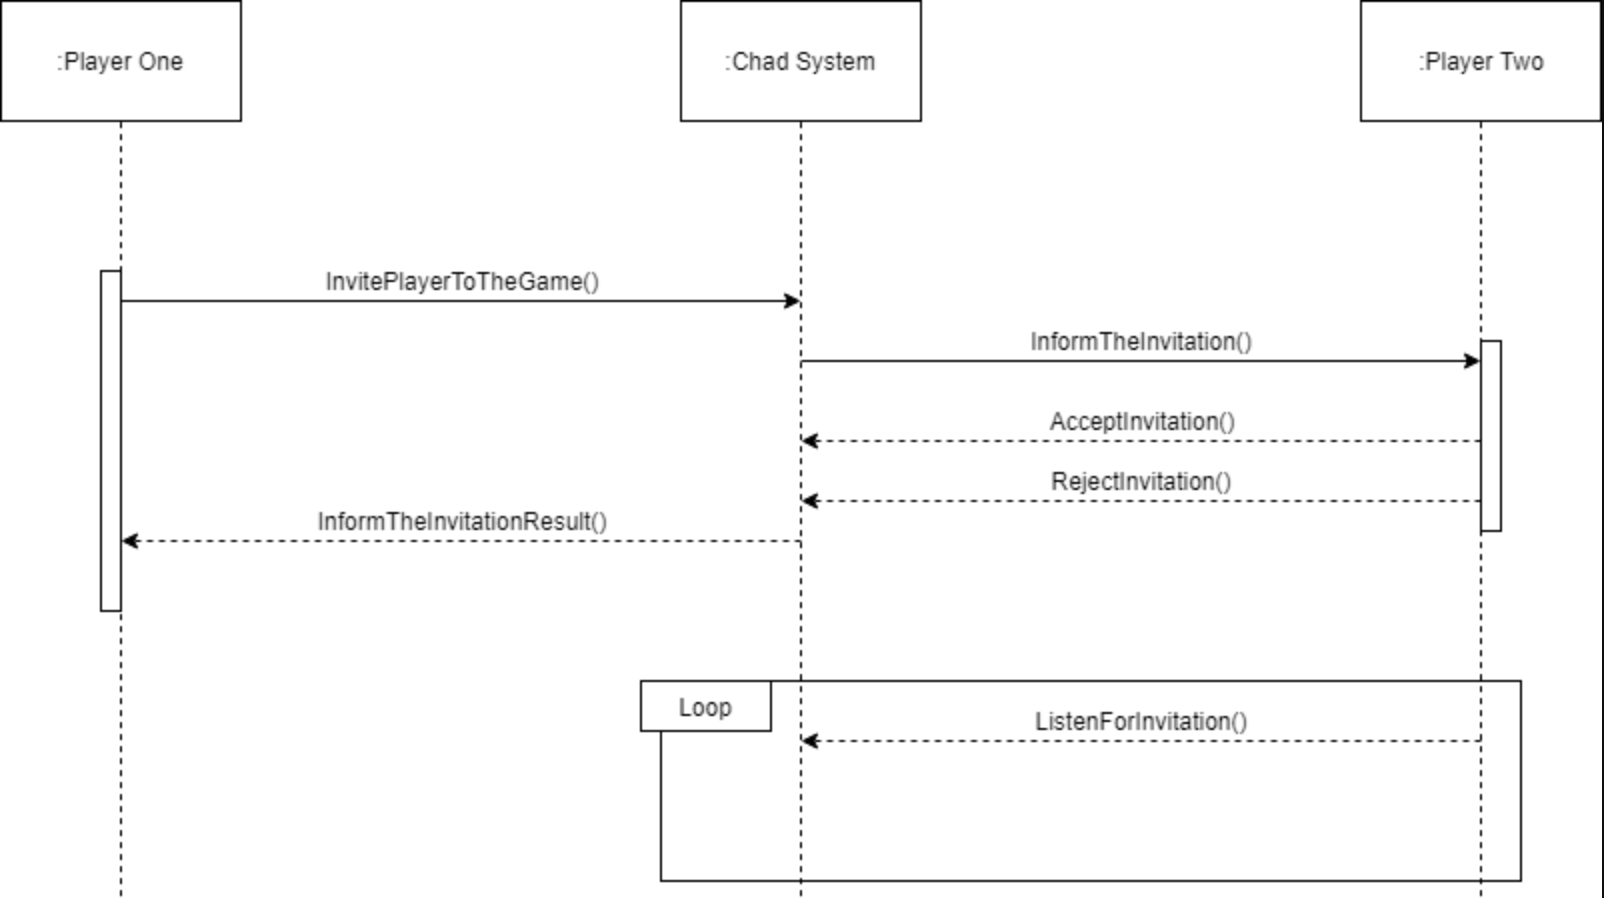 :Player One
:Chad System
:Player Two
InvitePlayerToTheGame()
InformTheInvitation()
AcceptInvitation()
RejectInvitation()
InformTheInvitationResult()
Loop
ListenForInvitation()